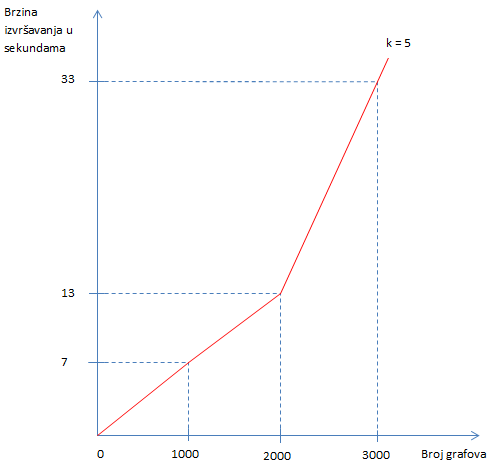 Brzina
izvršavanja u
sekundama
k = 5
33
13
7
0
1000
2000
3000
Broj grafova